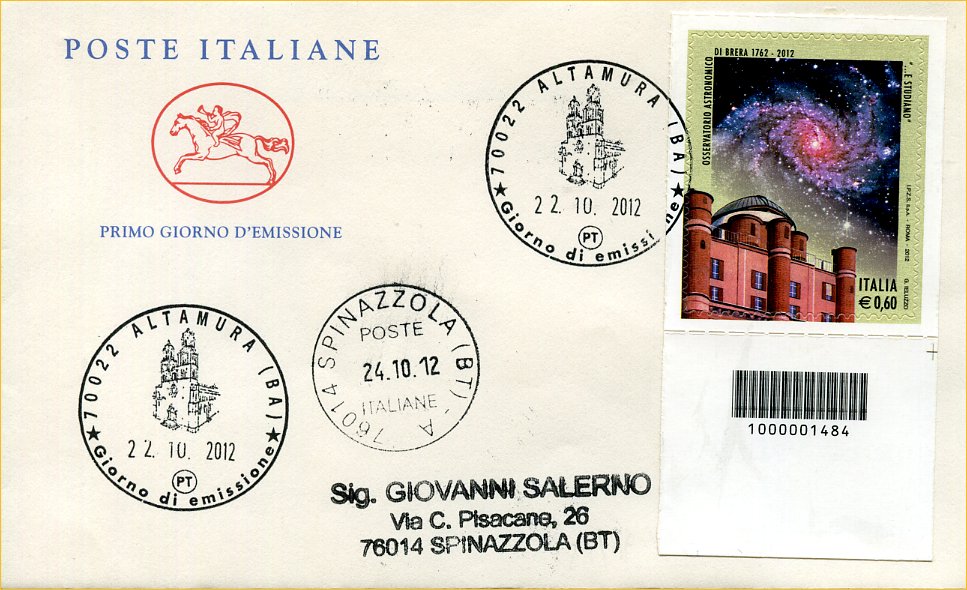 POSTE ITALIANE
PRIMO GIORNO D'EMISSIONE
70022 ALTAMURA (BA)
22. 10. 2012
PT
★ Giorno di emissione ★
OSSERVATORIO ASTRONOMICO
DI BRERA 1762 - 2012
"...E STUDIANO"
I.P.Z.S. S.p.A. - ROMA - 2012
ITALIA
€ 0,60
70022 ALTAMURA (BA)
22. 10. 2012
PT
★ Giorno di emissione ★
76014 SPINAZZOLA (BT) - A
POSTE
24.10.12
ITALIANE
1000001484
Sig. GIOVANNI SALERNO
Via C. Pisacane, 26
76014 SPINAZZOLA (BT)